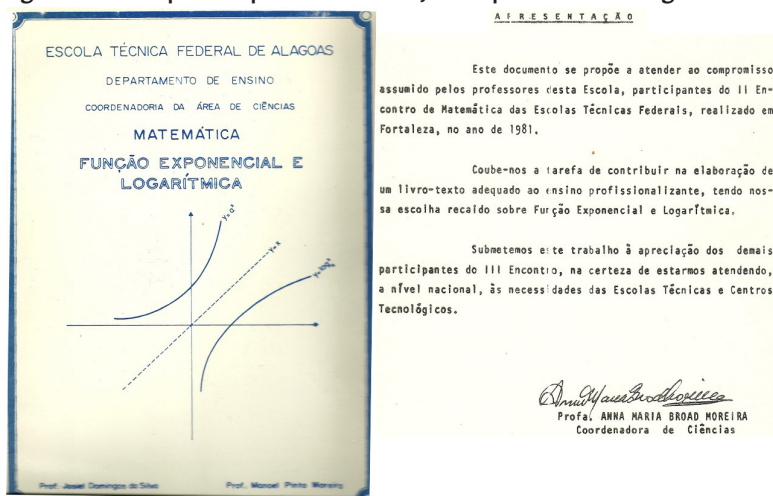 ESCOLA TÉCNICA FEDERAL DE ALAGOAS
DEPARTAMENTO DE ENSINO
COORDENADORIA DA ÁREA DE CIÊNCIAS
MATEMÁTICA
FUNÇÃO EXPONENCIAL E
LOGARÍTMICA
y=aˣ
y=x
Prof. Josiel Domingos da Silva
Prof. Manoel Pinto Moreira
APRESENTAÇÃO
Este documento se propõe a atender ao compromisso
assumido pelos professores desta Escola, participantes do II En-
contro de Matemática das Escolas Técnicas Federais, realizado em
Fortaleza, no ano de 1981.
Coube-nos a tarefa de contribuir na elaboração de
um livro-texto adequado ao ensino profissionalizante, tendo nos-
sa escolha recaído sobre Função Exponencial e Logarítmica.
Submetemos este trabalho à apreciação dos demais
participantes do III Encontro, na certeza de estarmos atendendo,
a nível nacional, às necessidades das Escolas Técnicas e Centros
Tecnológicos.
Profa. ANNA MARIA BROAD MOREIRA
Coordenadora de Ciências